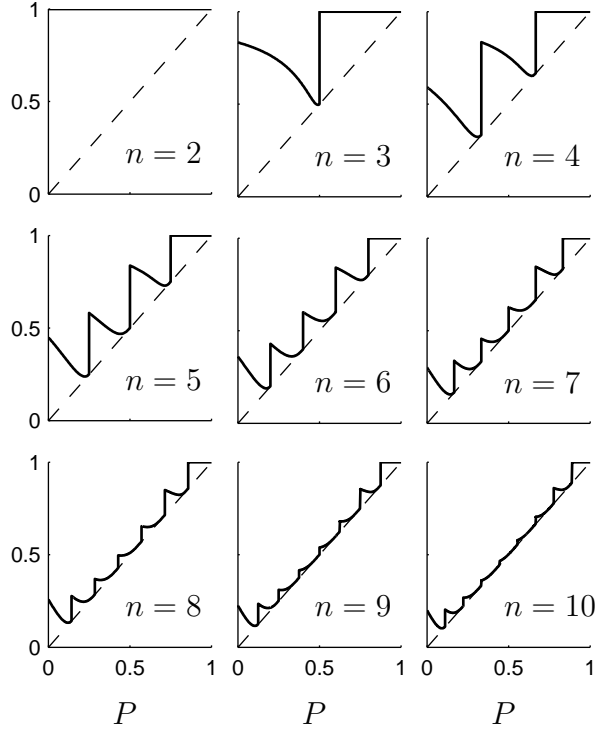 1
0.5
0
n = 2
n = 3
n = 4
1
0.5
0
n = 5
n = 6
n = 7
1
0.5
0
n = 8
n = 9
n = 10
0 0.5 1 0 0.5 1 0 0.5 1
P P P